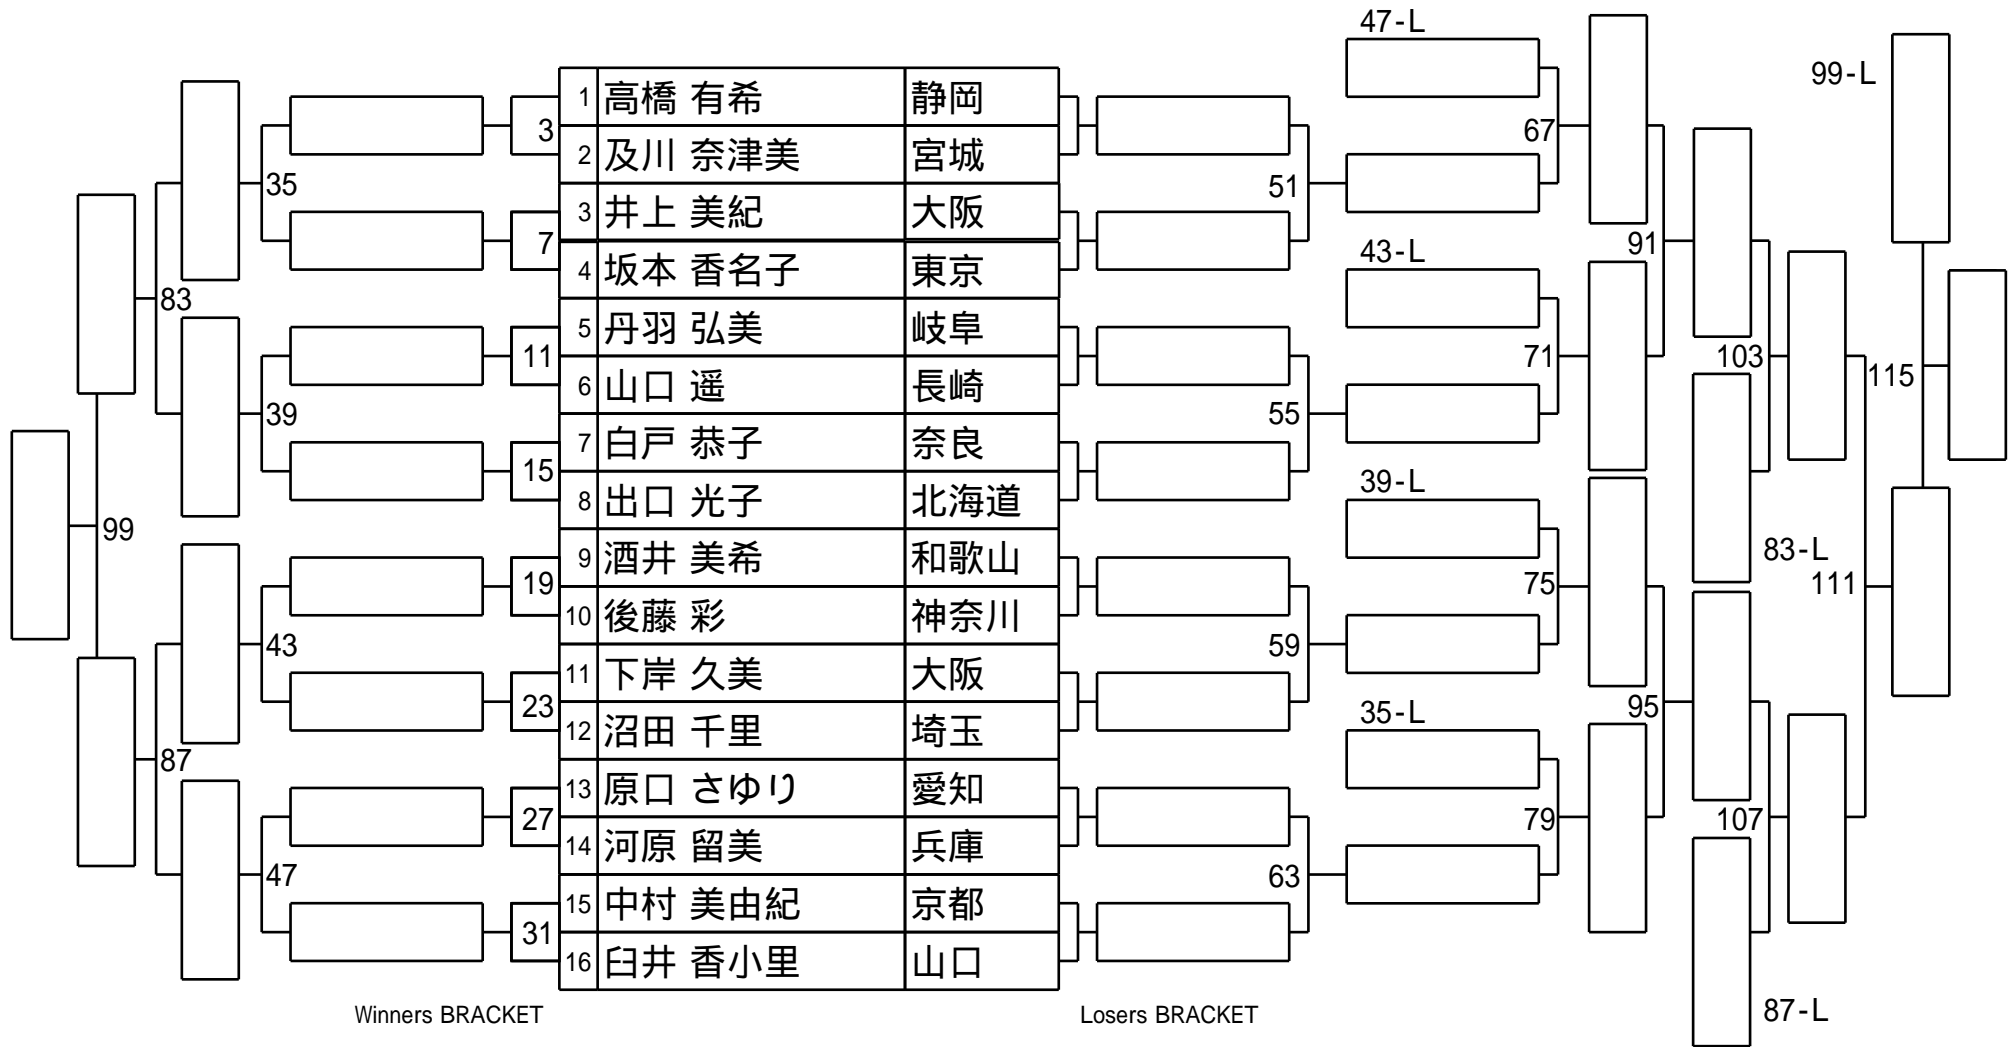 47-L
99-L
1 高橋 有希 静岡
3
67
2 及川 奈津美 宮城
35
51
3 井上 美紀 大阪
7
91
43-L
4 坂本 香名子 東京
83
5 丹羽 弘美 岐阜
11
71
103
115
6 山口 遥 長崎
39
55
7 白戸 恭子 奈良
15
39-L
8 出口 光子 北海道
99
83-L
9 酒井 美希 和歌山
19
75
111
10 後藤 彩 神奈川
43
59
11 下岸 久美 大阪
23
95
35-L
12 沼田 千里 埼玉
87
13 原口 さゆり 愛知
27
79
107
14 河原 留美 兵庫
47
63
15 中村 美由紀 京都
31
16 臼井 香小里 山口
Winners BRACKET
Losers BRACKET
87-L